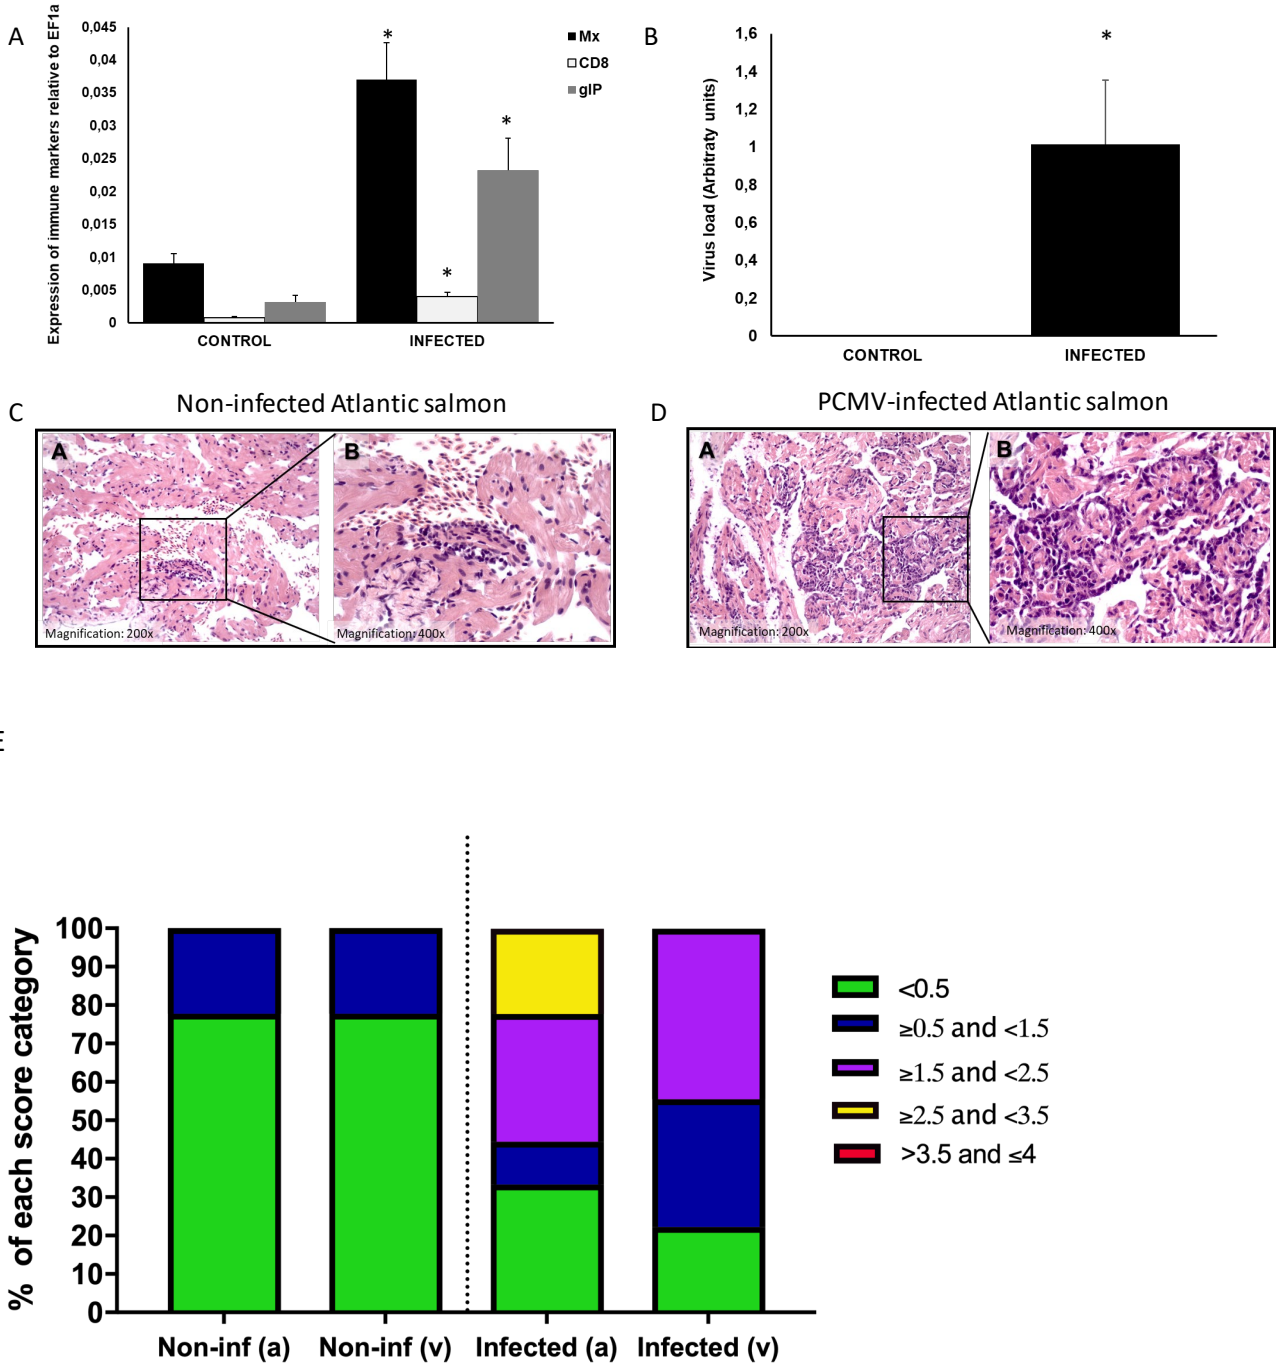 A
Expression of immune markers relative to EF1a
0,045
0,04
0,035
0,03
0,025
0,02
0,015
0,01
0,005
0
*
*
*
Mx
CD8
gIP
CONTROL
INFECTED
B
Virus load (Arbitraty units)
1,6
1,4
1,2
1
0,8
0,6
0,4
0,2
0
*
CONTROL
INFECTED
C
Non-infected Atlantic salmon
A
Magnification: 200x
B
Magnification: 400x
D
PCMV-infected Atlantic salmon
A
Magnification: 200x
B
Magnification: 400x
E
% of each score category
100
90
80
70
60
50
40
30
20
10
0
Non-inf (a)
Non-inf (v)
Infected (a)
Infected (v)
<0.5
≥0.5 and <1.5
≥1.5 and <2.5
≥2.5 and <3.5
>3.5 and ≤4